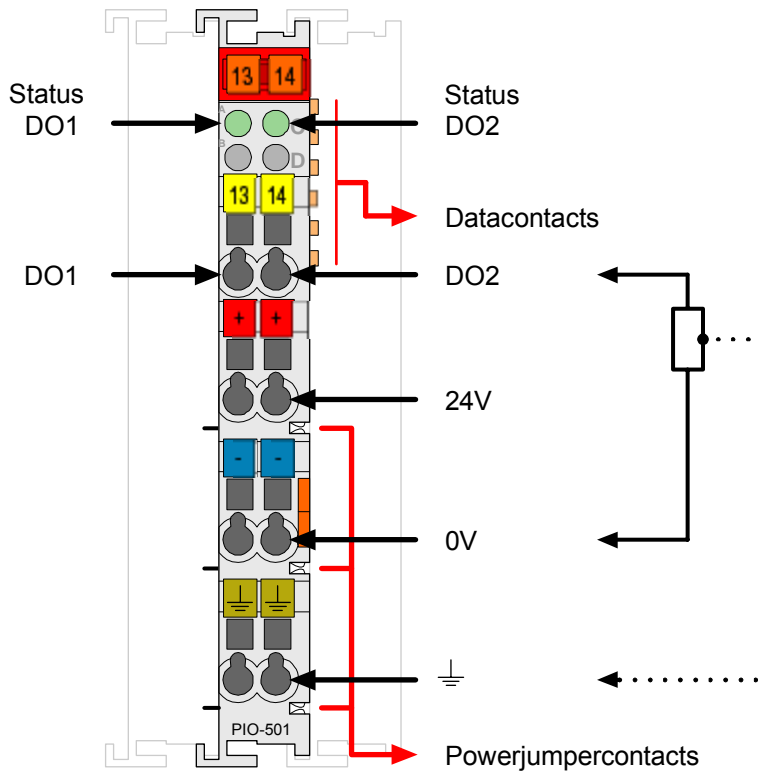 13 14
Status
DO1
Status
DO2
A
C
B
D
13 14
Datacontacts
DO1
DO2
+ +
24V
- -
0V
PIO-501
Powerjumpercontacts